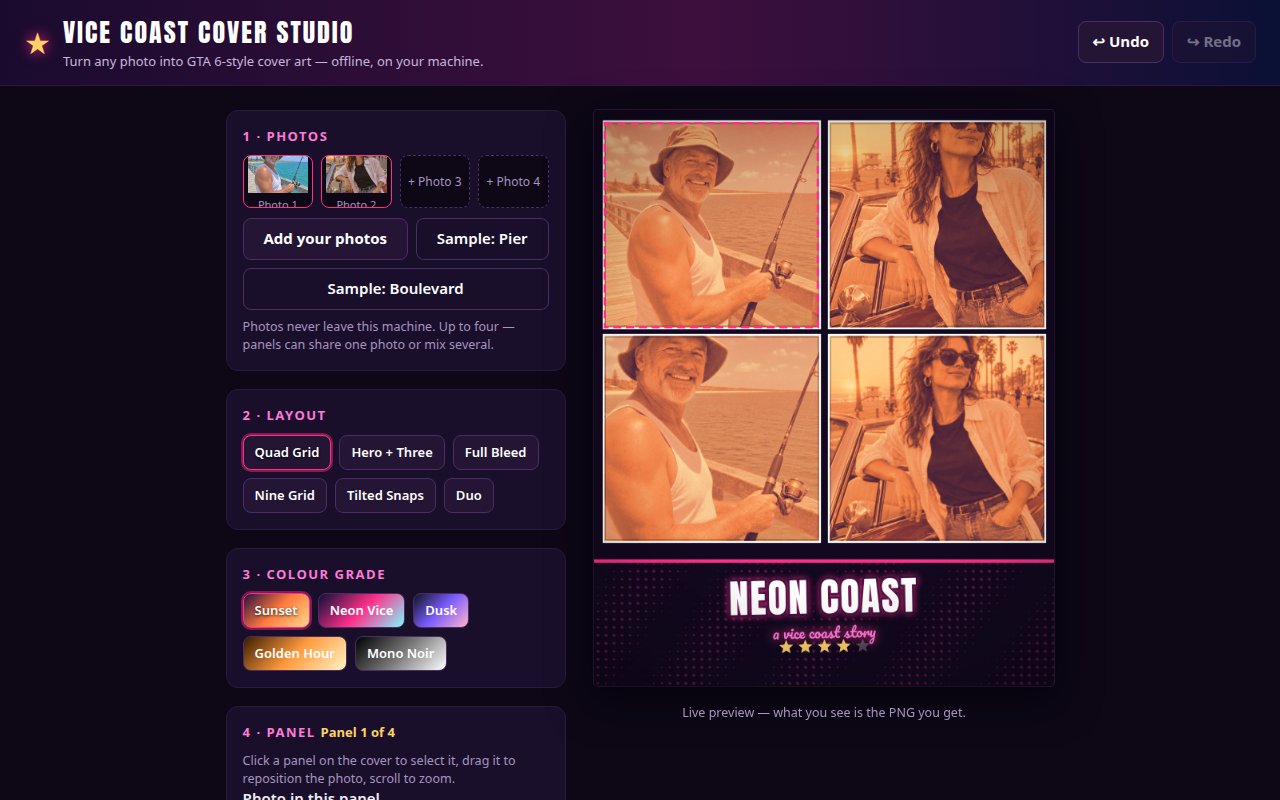 VICE COAST COVER STUDIO
Turn any photo into GTA 6-style cover art — offline, on your machine.
↩ Undo
↪ Redo
1 · PHOTOS
Photo 1
Photo 2
+ Photo 3
+ Photo 4
Add your photos
Sample: Pier
Sample: Boulevard
Photos never leave this machine. Up to four —
panels can share one photo or mix several.
2 · LAYOUT
Quad Grid
Hero + Three
Full Bleed
Nine Grid
Tilted Snaps
Duo
3 · COLOUR GRADE
Sunset
Neon Vice
Dusk
Golden Hour
Mono Noir
4 · PANEL Panel 1 of 4
Click a panel on the cover to select it, drag it to
reposition the photo, scroll to zoom.
Photo in this panel
NEON COAST
a vice coast story
Live preview — what you see is the PNG you get.